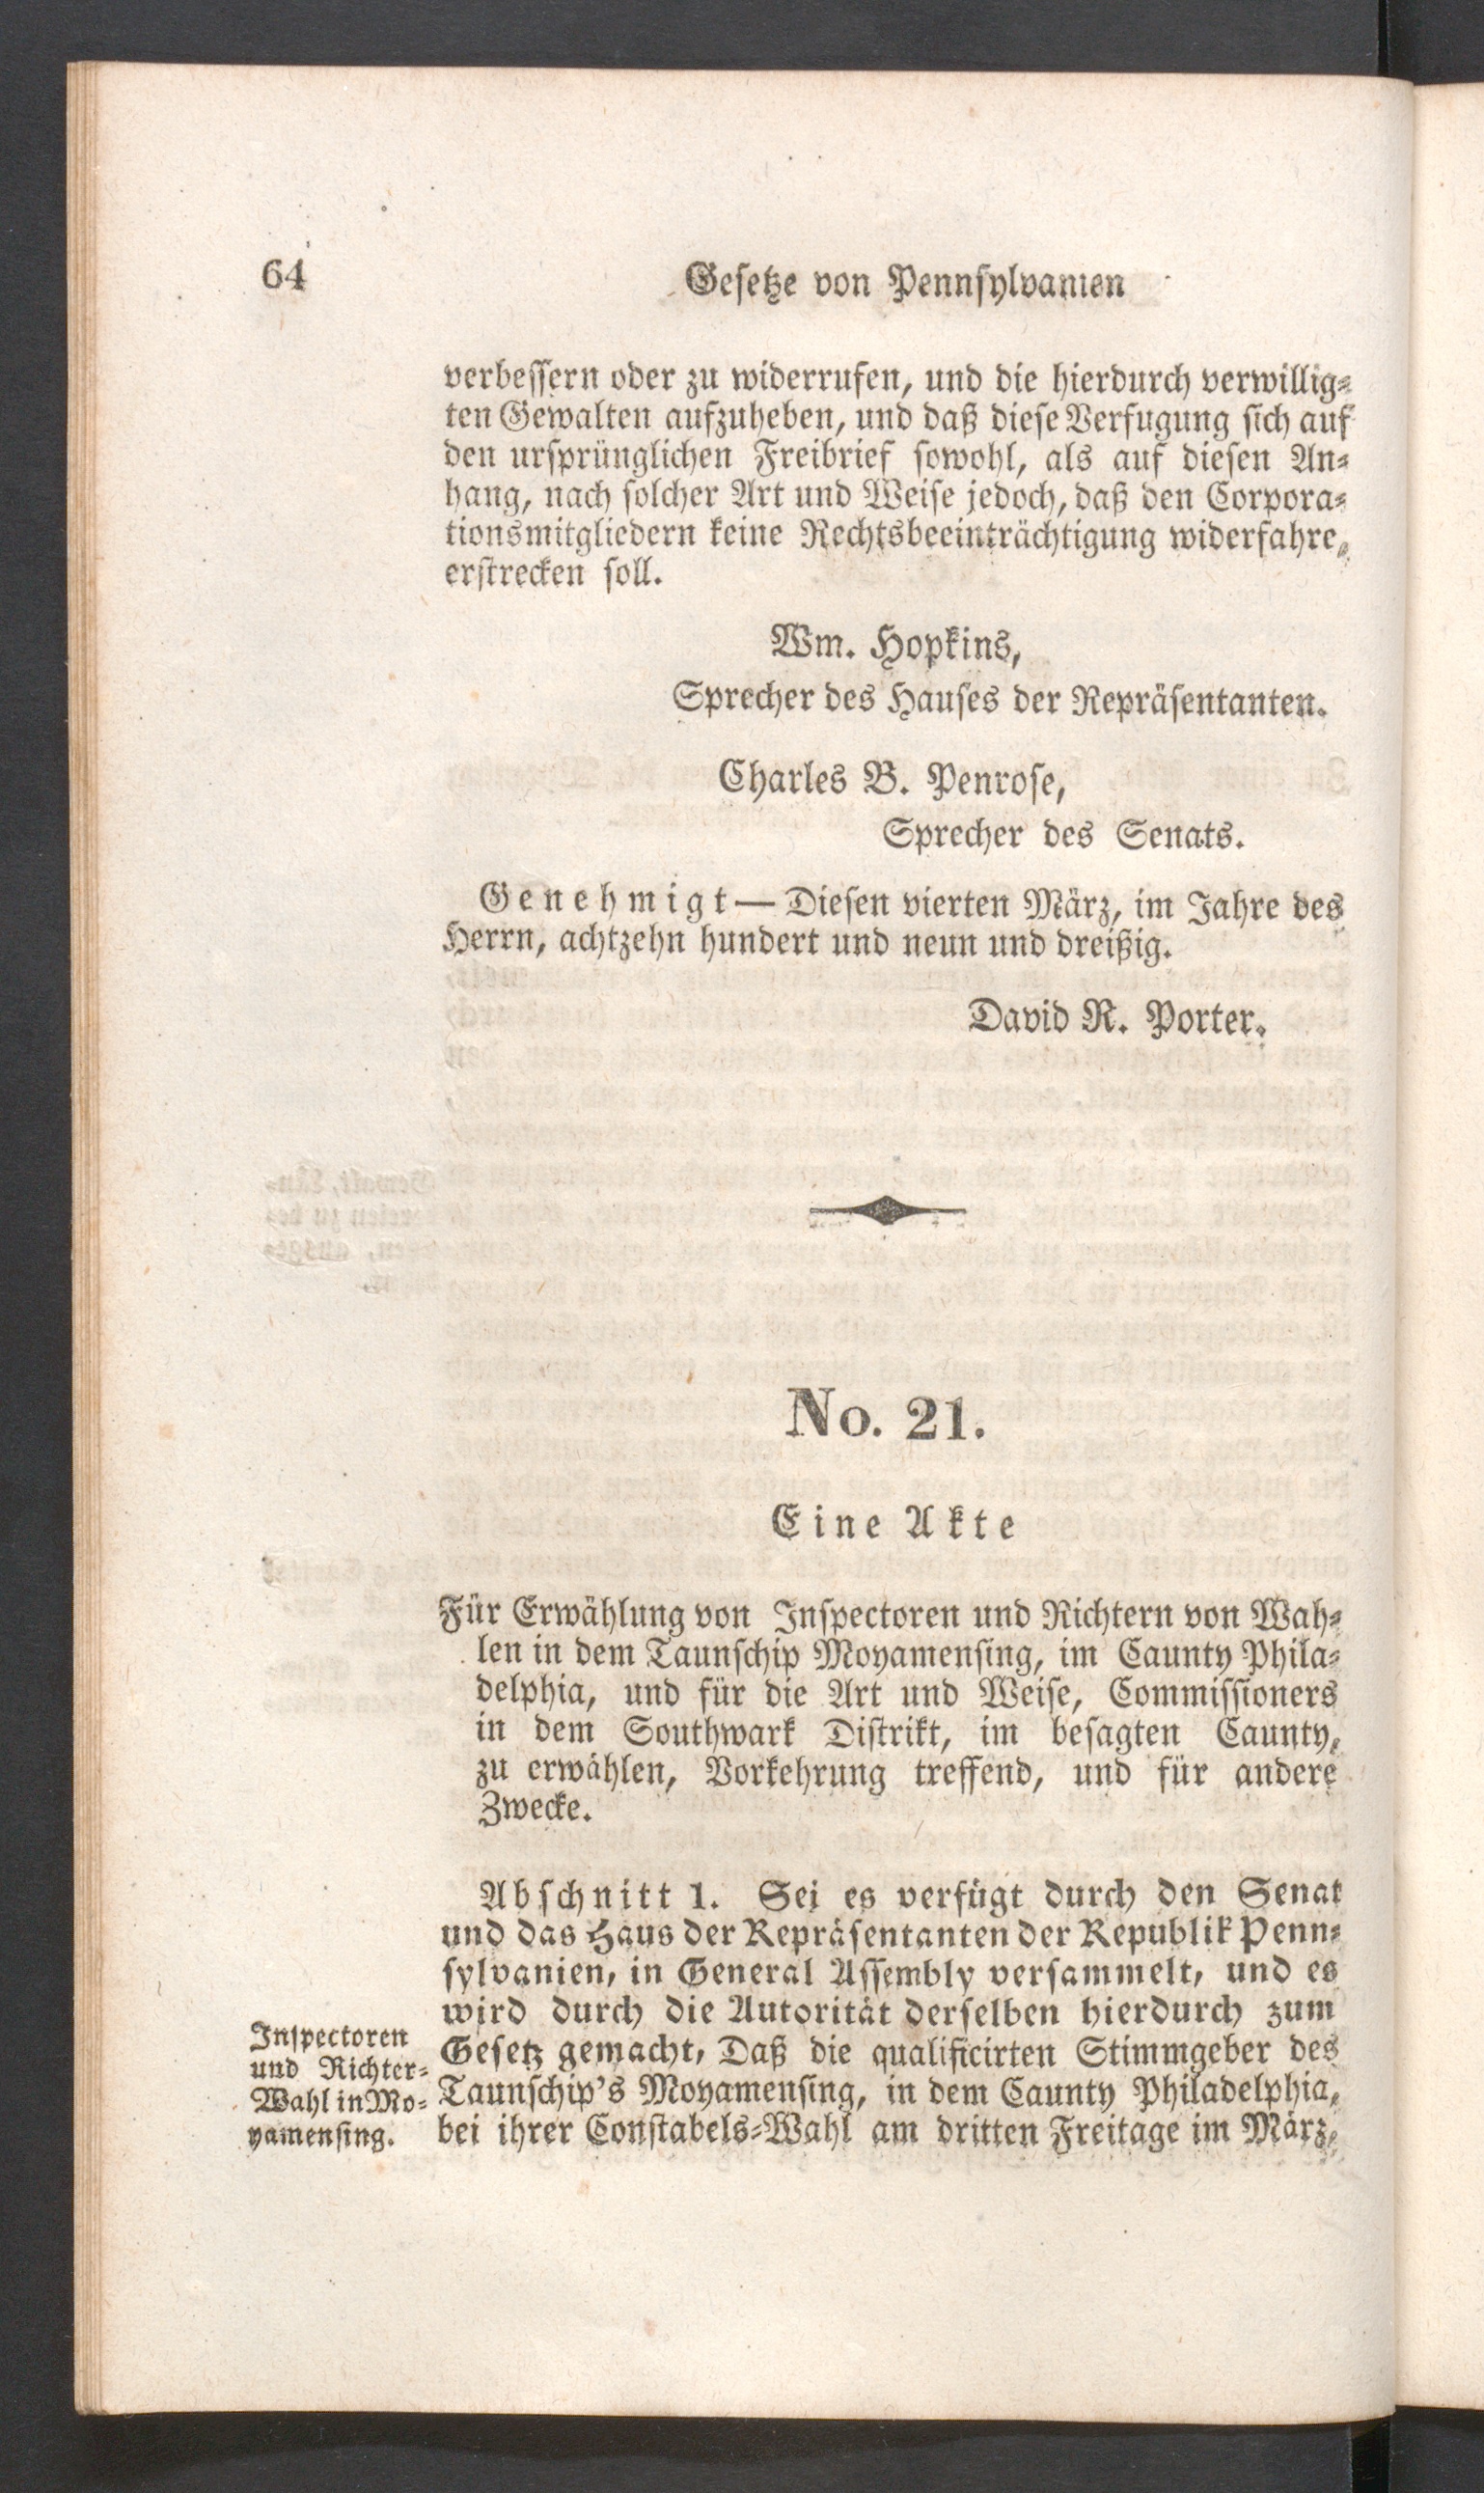 64
Gesetze von Pennsylvanien
verbessern oder zu widerrufen, und die hierdurch verwillig=
ten Gewalten aufzuheben, und daß diese Verfugung sich auf
den ursprünglichen Freibrief sowohl, als auf diesen An=
hang, nach solcher Art und Weise jedoch, daß den Corpora=
tionsmitgliedern keine Rechtsbeeinträchtigung widerfahre,
erstrecken soll.
Wm. Hopkins,
Sprecher des Hauses der Repräsentanten.
Charles B. Penrose,
Sprecher des Senats.
Genehmigt — Diesen vierten März, im Jahre des
Herrn, achtzehn hundert und neun und dreißig.
David R. Porter.
No. 21.
Eine Akte
Für Erwählung von Inspectoren und Richtern von Wah=
len in dem Taunschip Moyamensing, im Caunty Phila=
delphia, und für die Art und Weise, Commissioners
in dem Southwark Distrikt, im besagten Caunty,
zu erwählen, Vorkehrung treffend, und für andere
Zwecke.
Abschnitt 1. Sei es verfügt durch den Senat
und das Haus der Repräsentanten der Republik Penn=
sylvanien, in General Assembly versammelt, und es
wird durch die Autorität derselben hierdurch zum
Gesetz gemacht, Daß die qualificirten Stimmgeber des
Taunschip's Moyamensing, in dem Caunty Philadelphia,
bei ihrer Constabels=Wahl am dritten Freitage im März,
Inspectoren
und Richter=
Wahl in Mo=
yamensing.